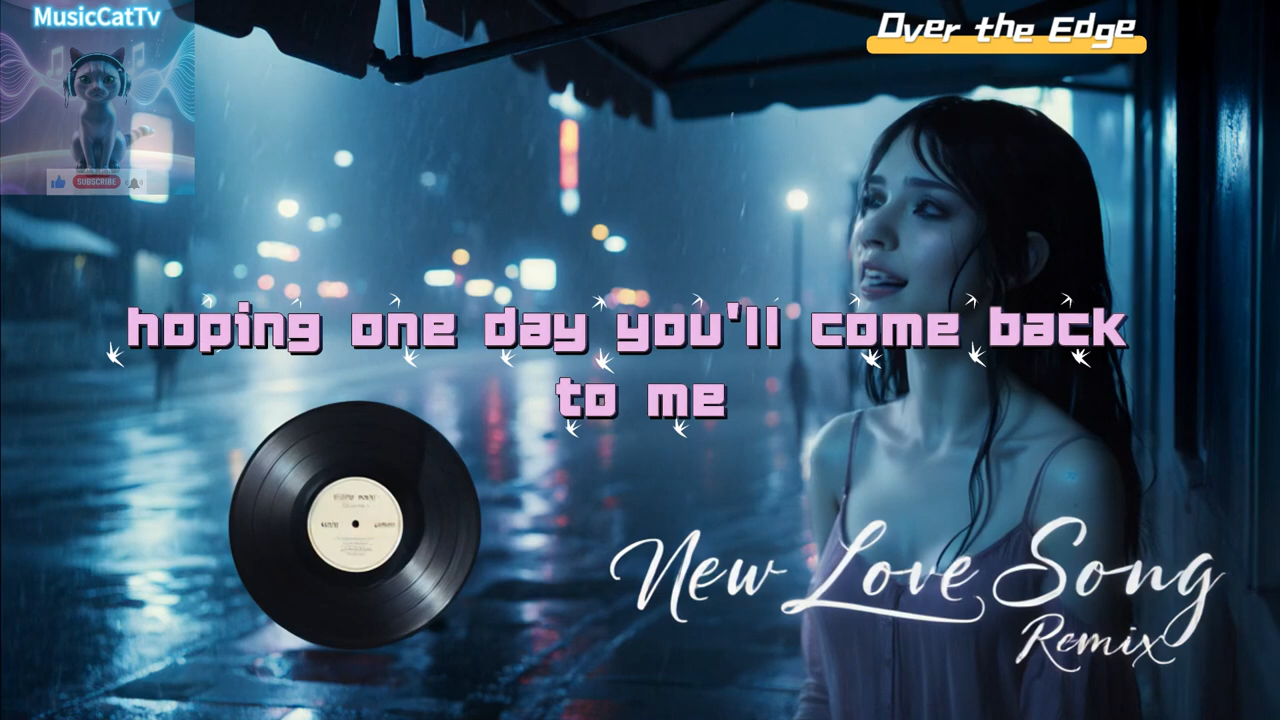 MusicCatTv
Over the Edge
SUBSCRIBE
hoping one day you'll come back
to me
New Love Song
Remix